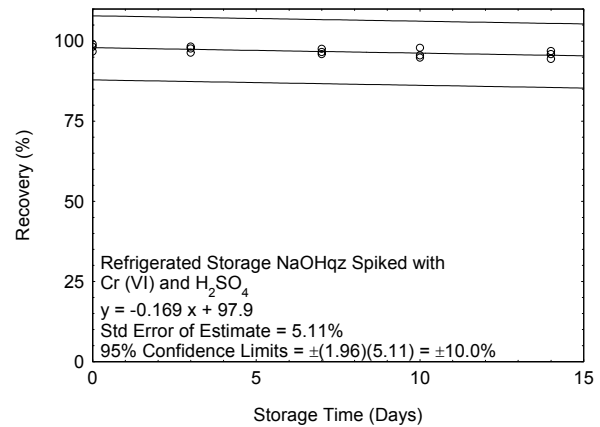 100
75
50
25
0
Recovery (%)
Refrigerated Storage NaOHqz Spiked with
Cr (VI) and H2SO4
y = -0.169 x + 97.9
Std Error of Estimate = 5.11%
95% Confidence Limits = ±(1.96)(5.11) = ±10.0%
0 5 10 15
Storage Time (Days)